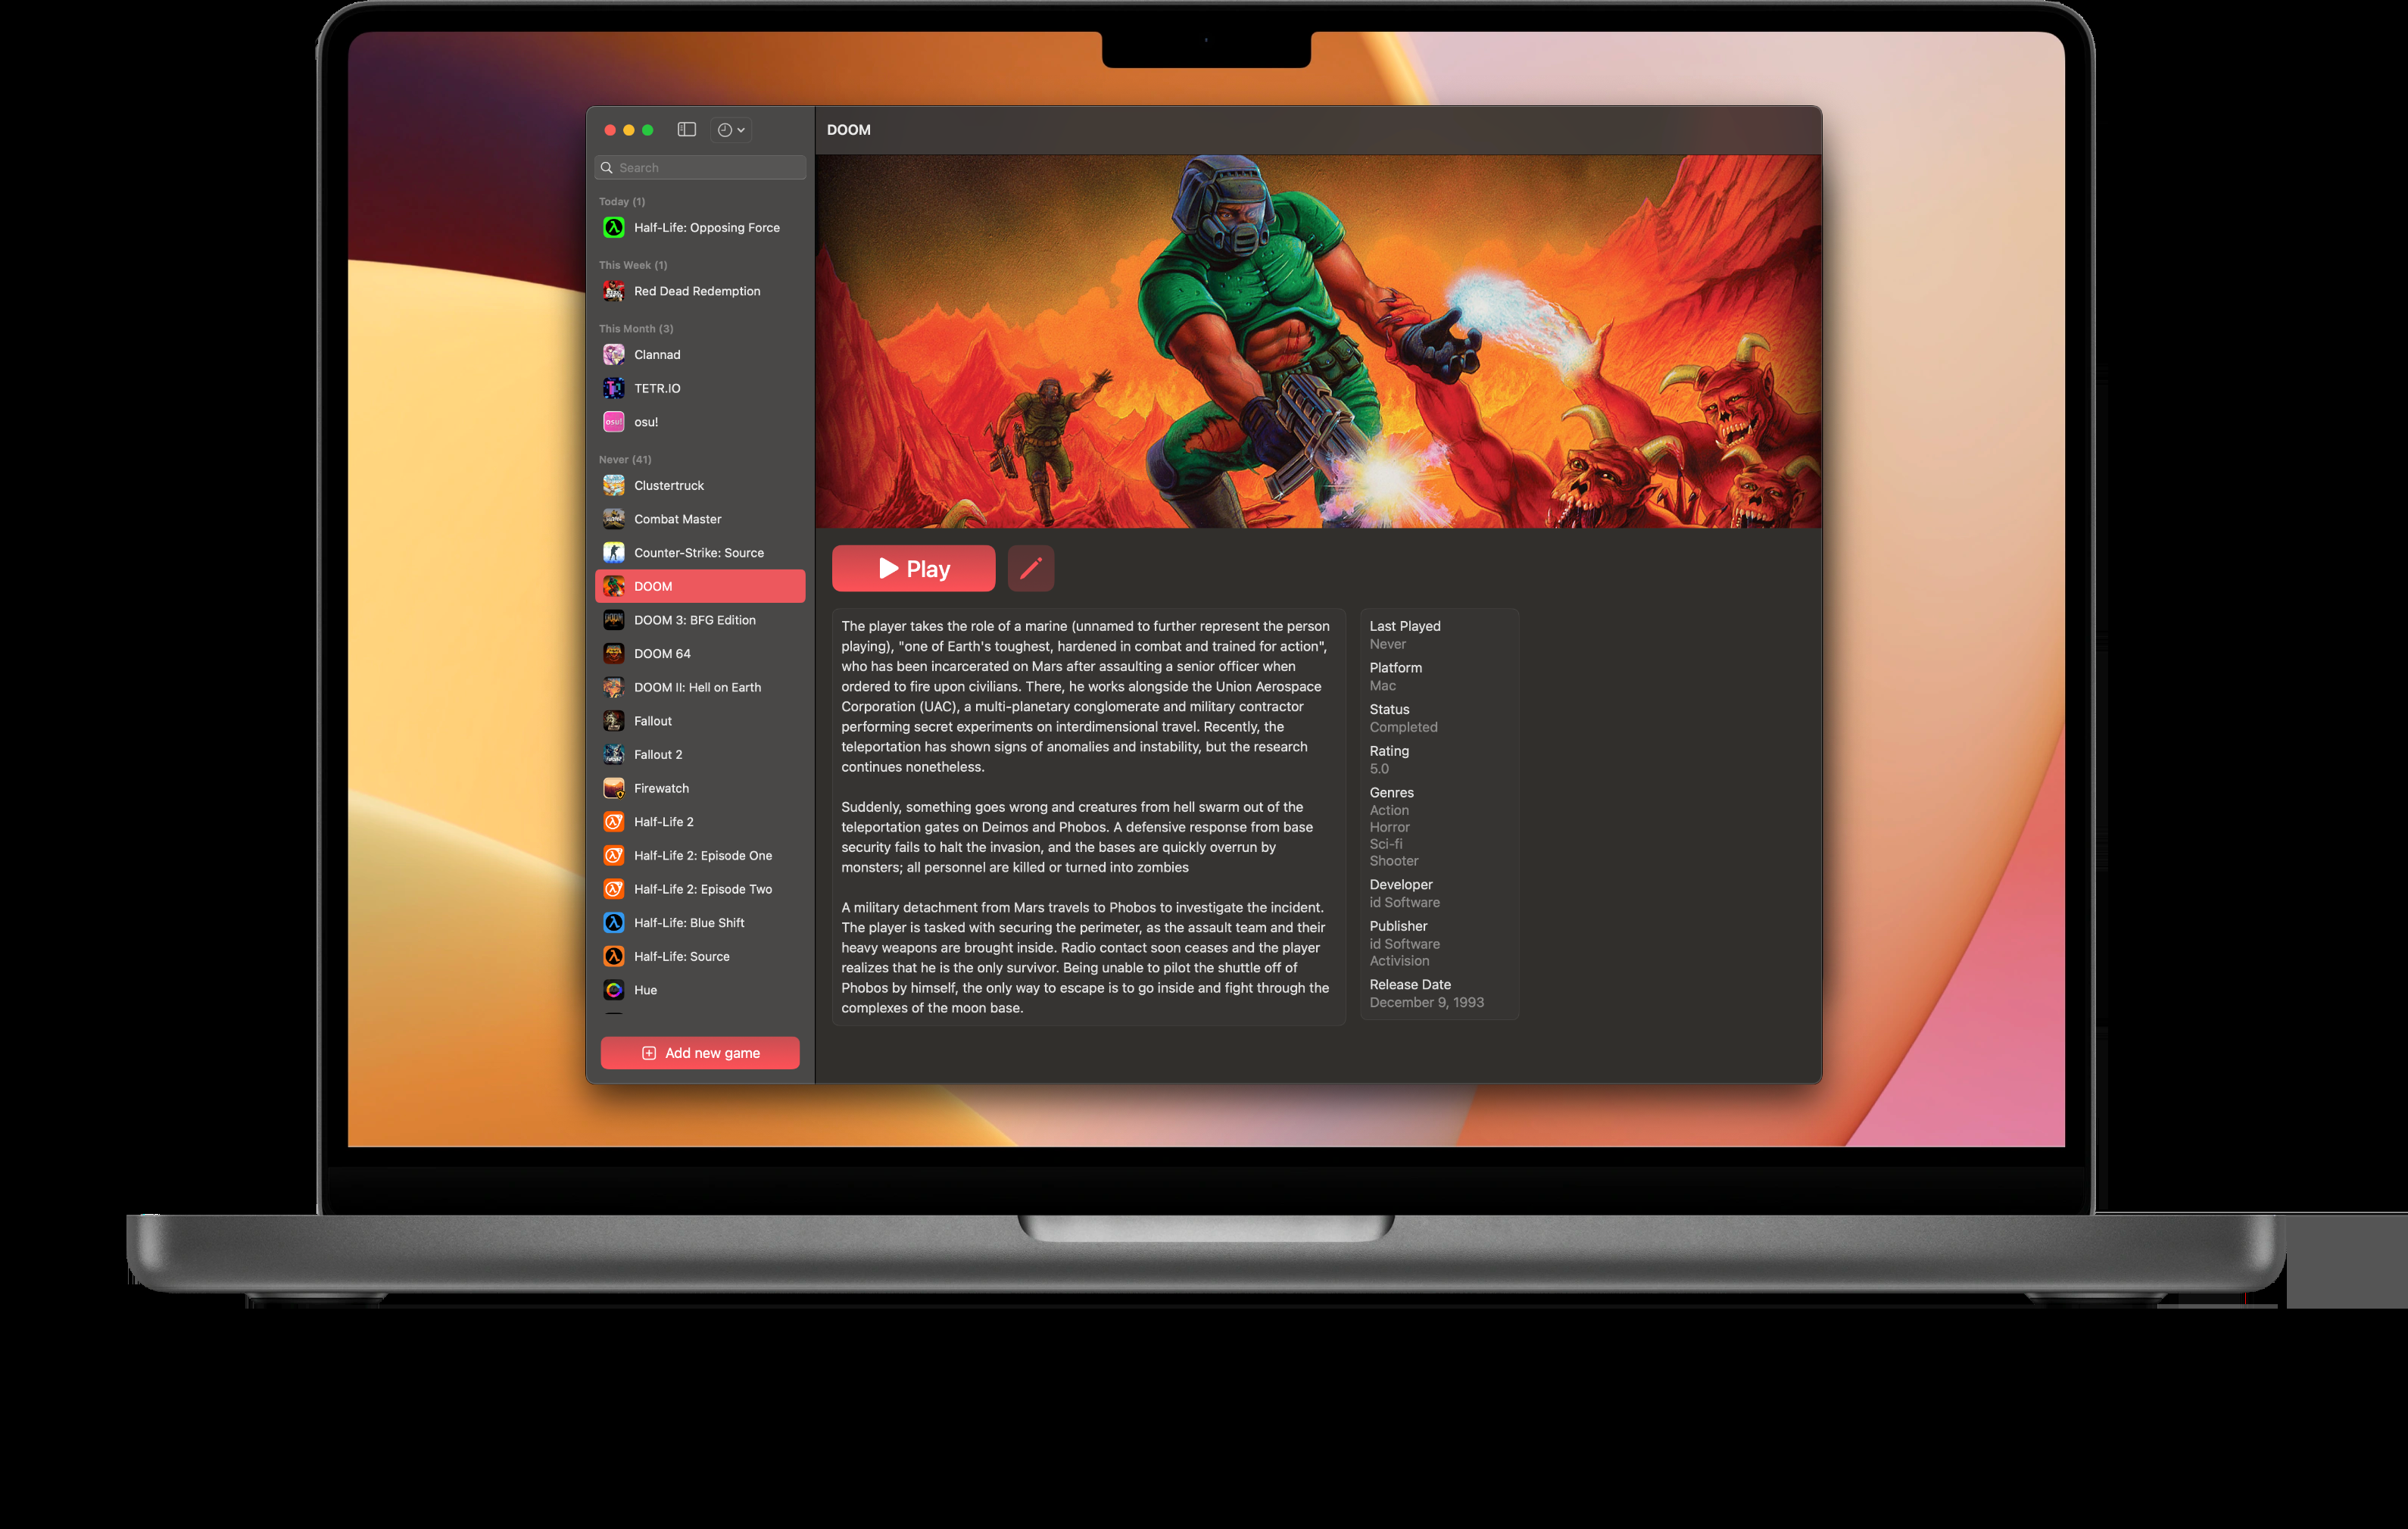 DOOM
Search
Today (1)
Half-Life: Opposing Force
This Week (1)
Red Dead Redemption
This Month (3)
Clannad
TETR.IO
osu!
osu!
Never (41)
Clustertruck
Combat Master
Counter-Strike: Source
DOOM
DOOM 3: BFG Edition
DOOM 64
DOOM II: Hell on Earth
Fallout
Fallout 2
Firewatch
Half-Life 2
Half-Life 2: Episode One
Half-Life 2: Episode Two
Half-Life: Blue Shift
Half-Life: Source
Hue
Add new game
Play
The player takes the role of a marine (unnamed to further represent the person
playing), "one of Earth's toughest, hardened in combat and trained for action",
who has been incarcerated on Mars after assaulting a senior officer when
ordered to fire upon civilians. There, he works alongside the Union Aerospace
Corporation (UAC), a multi-planetary conglomerate and military contractor
performing secret experiments on interdimensional travel. Recently, the
teleportation has shown signs of anomalies and instability, but the research
continues nonetheless.
Suddenly, something goes wrong and creatures from hell swarm out of the
teleportation gates on Deimos and Phobos. A defensive response from base
security fails to halt the invasion, and the bases are quickly overrun by
monsters; all personnel are killed or turned into zombies
A military detachment from Mars travels to Phobos to investigate the incident.
The player is tasked with securing the perimeter, as the assault team and their
heavy weapons are brought inside. Radio contact soon ceases and the player
realizes that he is the only survivor. Being unable to pilot the shuttle off of
Phobos by himself, the only way to escape is to go inside and fight through the
complexes of the moon base.
Last Played
Never
Platform
Mac
Status
Completed
Rating
5.0
Genres
Action
Horror
Sci-fi
Shooter
Developer
id Software
Publisher
id Software
Activision
Release Date
December 9, 1993